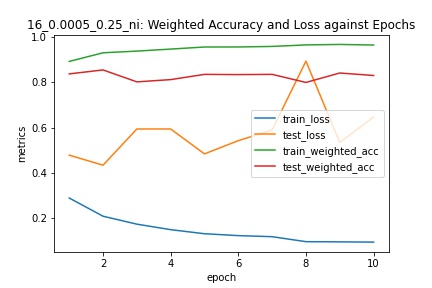 16_0.0005_0.25_ni: Weighted Accuracy and Loss against Epochs
1.0
0.8
0.6
0.4
0.2
metrics
train_loss
test_loss
train_weighted_acc
test_weighted_acc
2 4 6 8 10
epoch